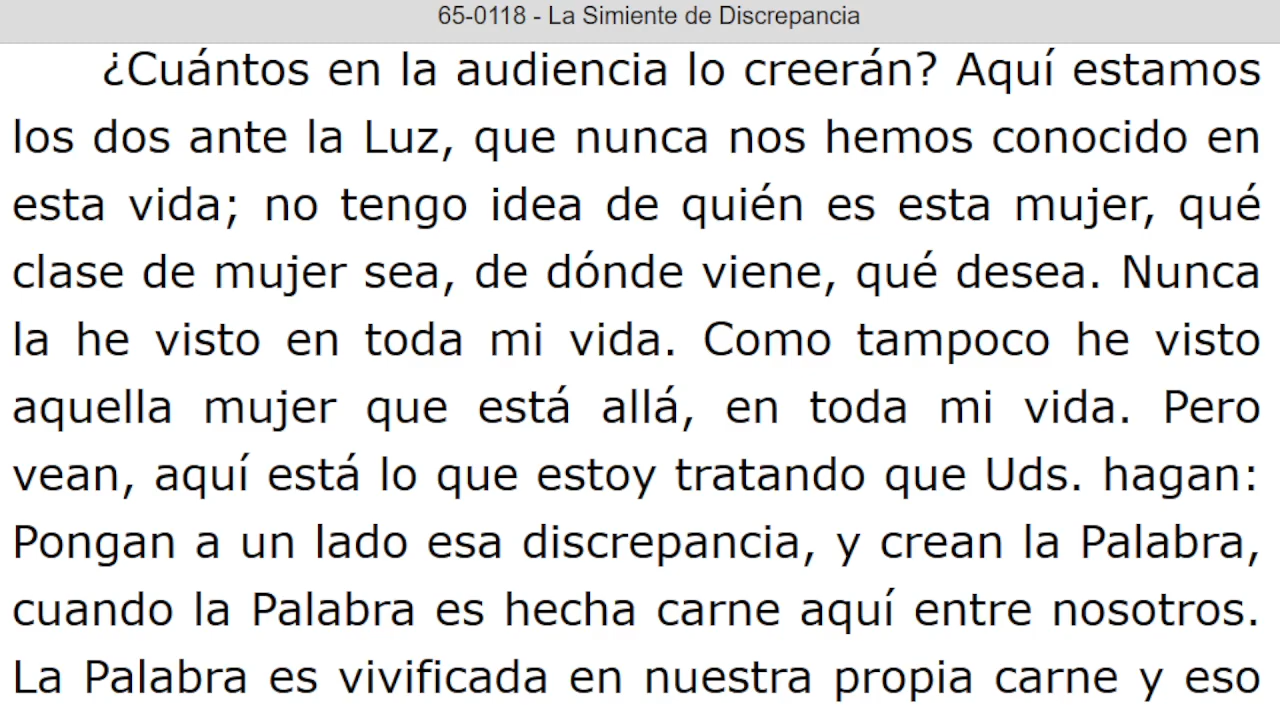 65-0118 - La Simiente de Discrepancia
¿Cuántos en la audiencia lo creerán? Aquí estamos
los dos ante la Luz, que nunca nos hemos conocido en
esta vida; no tengo idea de quién es esta mujer, qué
clase de mujer sea, de dónde viene, qué desea. Nunca
la he visto en toda mi vida. Como tampoco he visto
aquella mujer que está allá, en toda mi vida. Pero
vean, aquí está lo que estoy tratando que Uds. hagan:
Pongan a un lado esa discrepancia, y crean la Palabra,
cuando la Palabra es hecha carne aquí entre nosotros.
La Palabra es vivificada en nuestra propia carne y eso